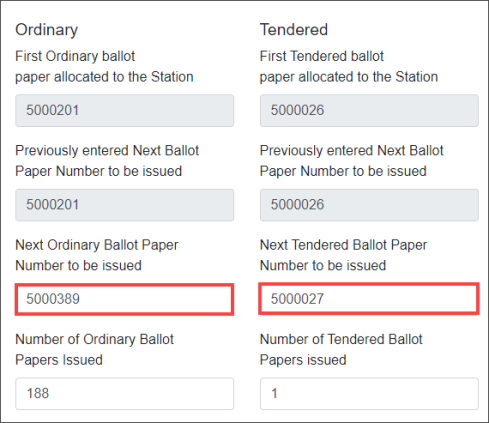 Ordinary
First Ordinary ballot
paper allocated to the Station
5000201
Previously entered Next Ballot
Paper Number to be issued
5000201
Next Ordinary Ballot Paper
Number to be issued
5000389
Number of Ordinary Ballot
Papers Issued
188
Tendered
First Tendered ballot
paper allocated to the Station
5000026
Previously entered Next Ballot
Paper Number to be issued
5000026
Next Tendered Ballot Paper
Number to be issued
5000027
Number of Tendered Ballot
Papers issued
1